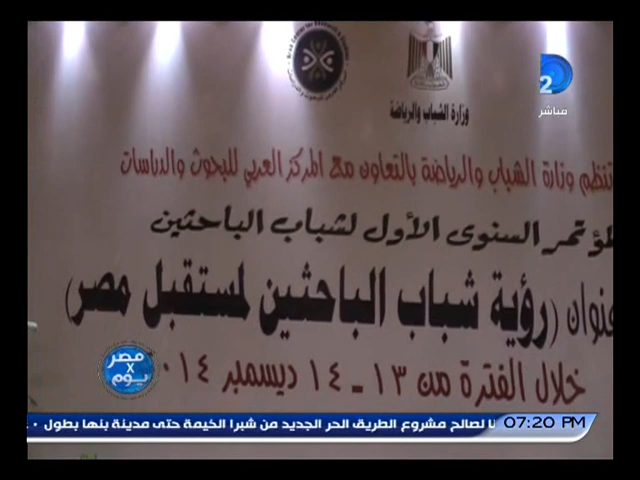 وزارة الشباب والرياضة
2
مباشر
تنظم وزارة الشباب والرياضة بالتعاون مع المركز العربي للبحوث والدراسات
المؤتمر السنوى الأول لشباب الباحثين
عنوان (رؤية شباب الباحثين لمستقبل مصر)
خلال الفترة من ١٣ - ١٤ ديسمبر ٢٠١٤
مصر
X
يوم
لصالح مشروع الطريق الحر الجديد من شبرا الخيمة حتى مدينة بنها بطول
07:20 PM